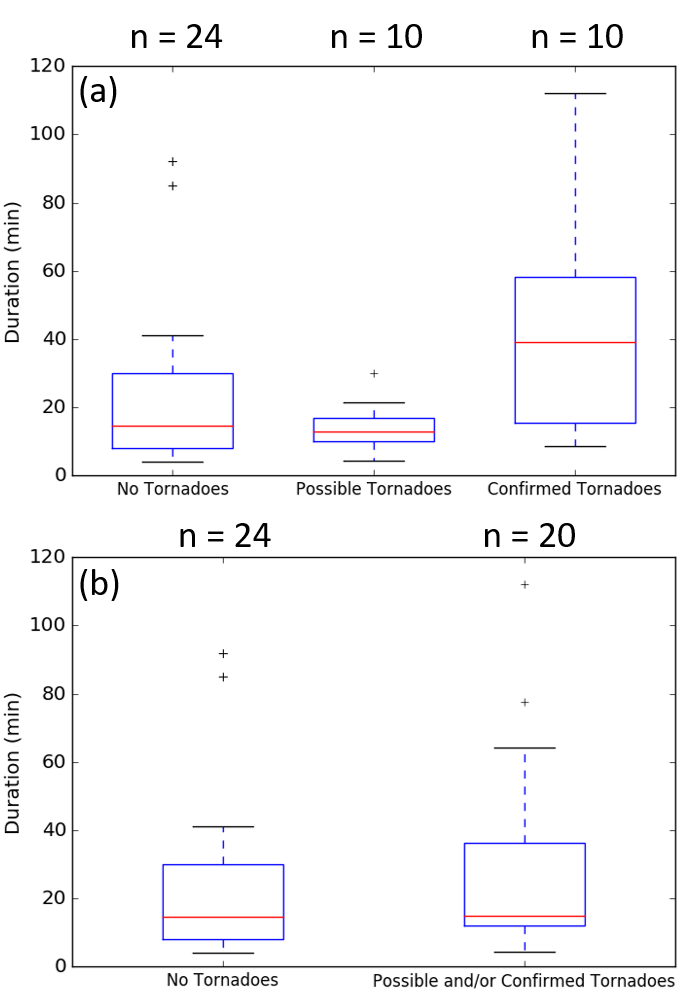 n = 24 n = 10 n = 10
(a)
120
100
80
60
40
20
0
Duration (min)
No Tornadoes Possible Tornadoes Confirmed Tornadoes
n = 24 n = 20
(b)
120
100
80
60
40
20
0
Duration (min)
No Tornadoes Possible and/or Confirmed Tornadoes